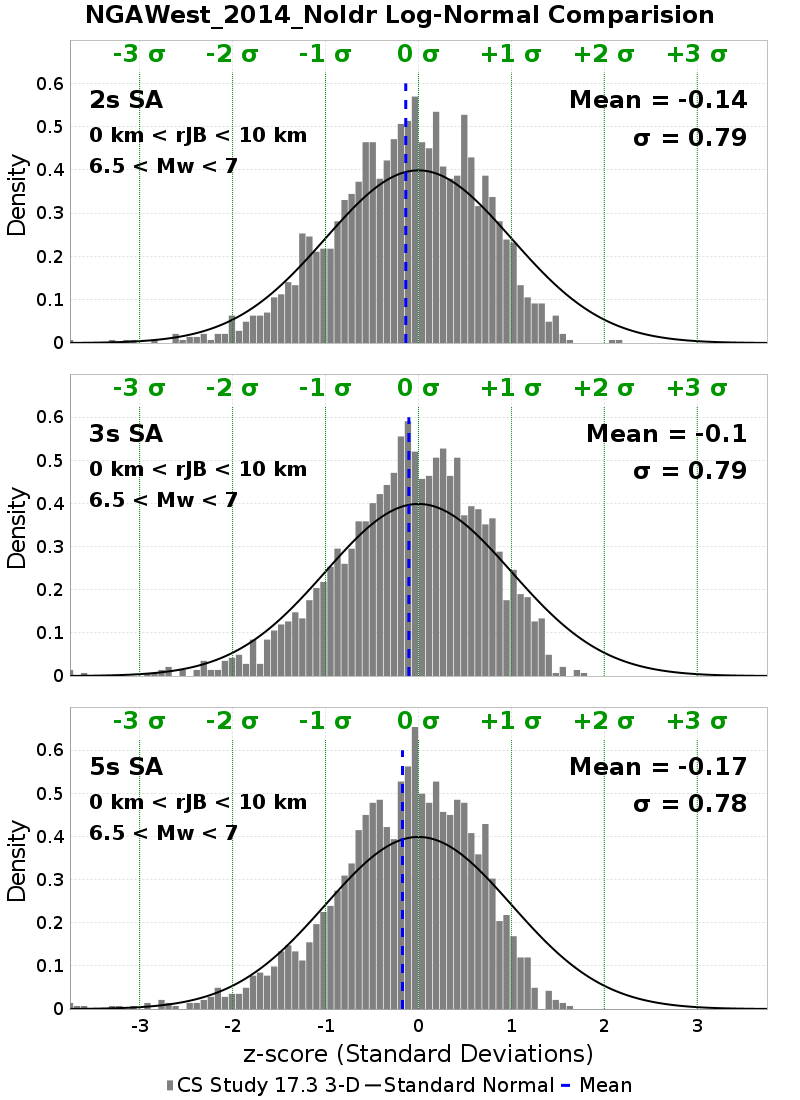 NGAWest_2014_NoIdr Log-Normal Comparision
-3 σ -2 σ -1 σ 0 σ +1 σ +2 σ +3 σ
0.6
0.5
0.4
0.3
0.2
0.1
0
Density
2s SA
0 km < rJB < 10 km
6.5 < Mw < 7
Mean = -0.14
σ = 0.79
-3 σ -2 σ -1 σ 0 σ +1 σ +2 σ +3 σ
0.6
0.5
0.4
0.3
0.2
0.1
0
Density
3s SA
0 km < rJB < 10 km
6.5 < Mw < 7
Mean = -0.1
σ = 0.79
-3 σ -2 σ -1 σ 0 σ +1 σ +2 σ +3 σ
0.6
0.5
0.4
0.3
0.2
0.1
0
Density
5s SA
0 km < rJB < 10 km
6.5 < Mw < 7
Mean = -0.17
σ = 0.78
-3 -2 -1 0 1 2 3
z-score (Standard Deviations)
CS Study 17.3 3-D Standard Normal Mean